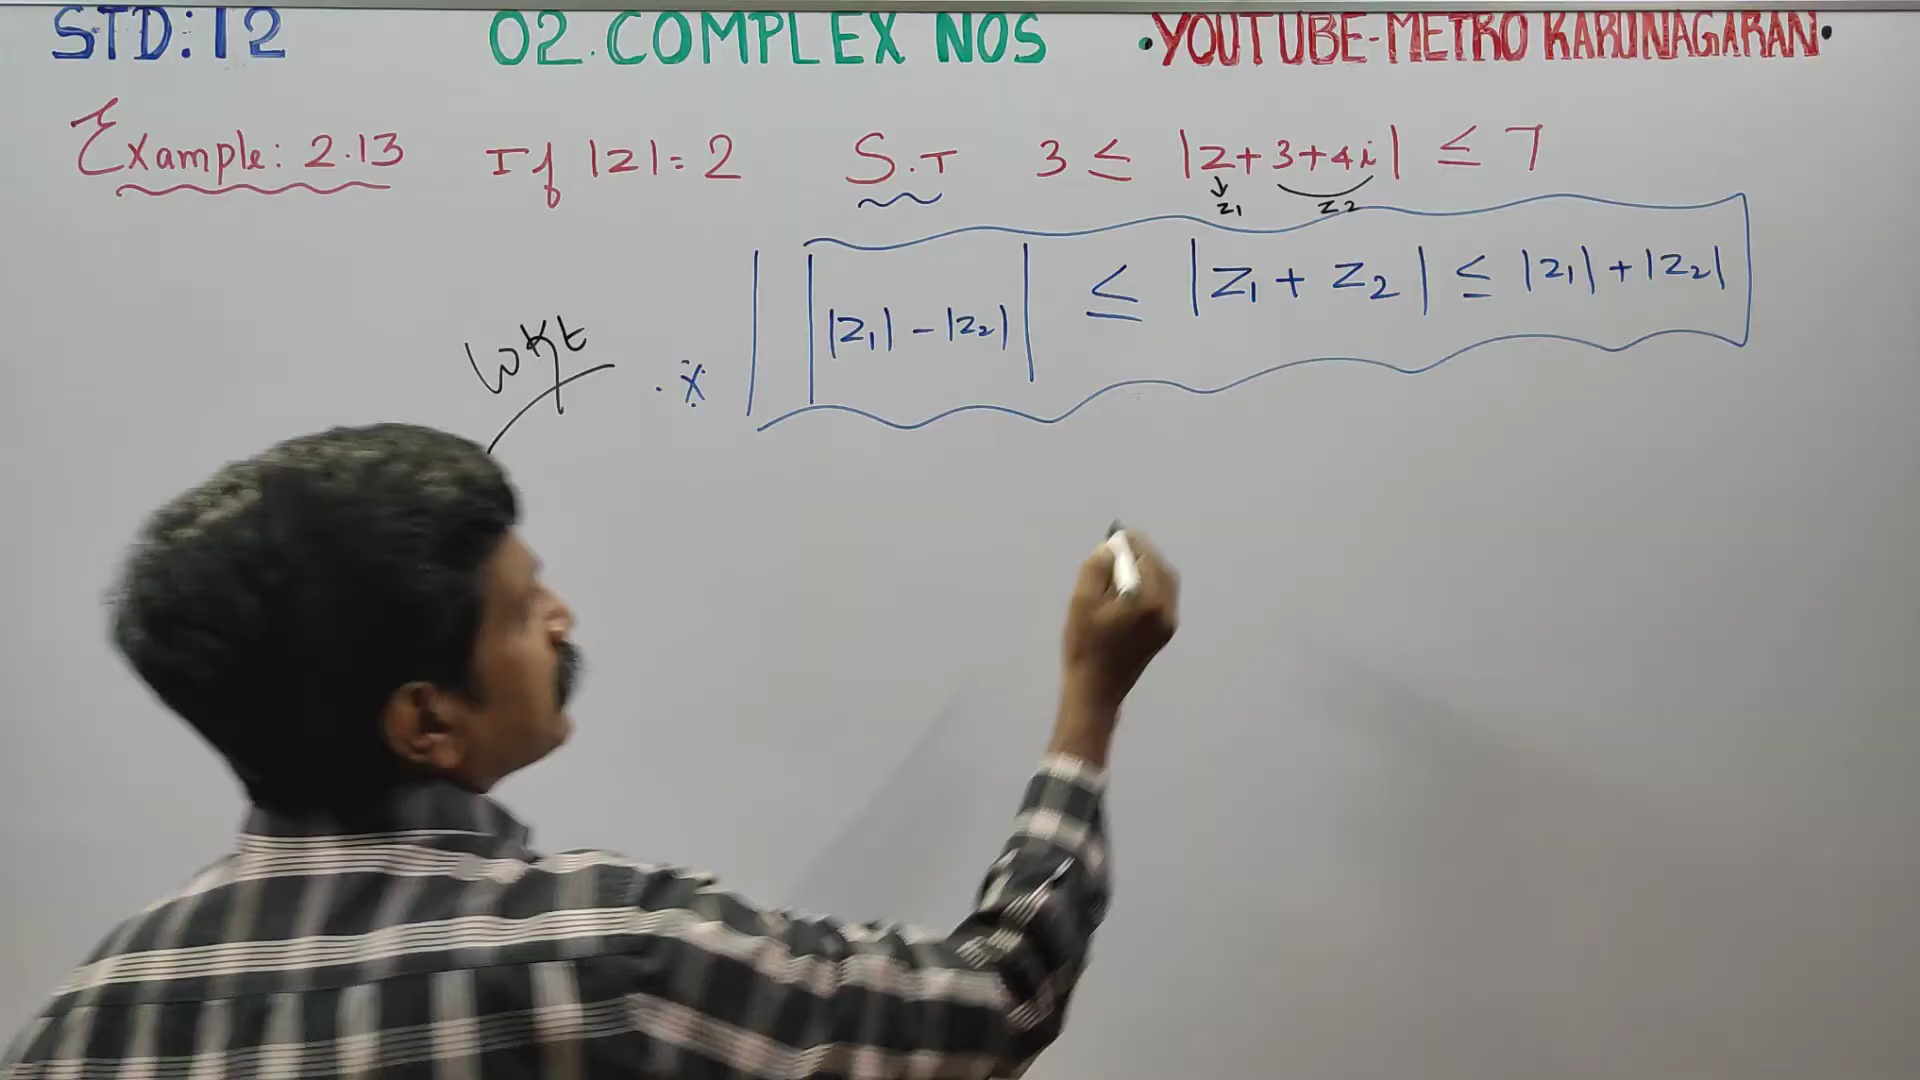 STD: 12 02. COMPLEX NOS •YOUTUBE-METRO KARUNAGARAN•
Example: 2.13 If |z| = 2 S.T 3 ≤ |z+3+4i| ≤ 7
z₁ z₂
||z₁| - |z₂|| ≤ |z₁ + z₂| ≤ |z₁| + |z₂|
WKT